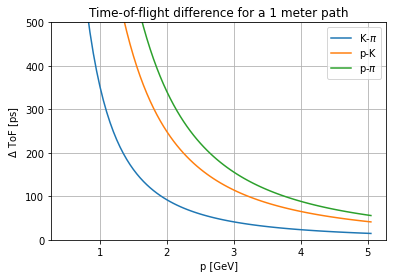 Time-of-flight difference for a 1 meter path
500
400
300
200
100
0
Δ ToF [ps]
K-π
p-K
p-π
1
2
3
4
5
p [GeV]